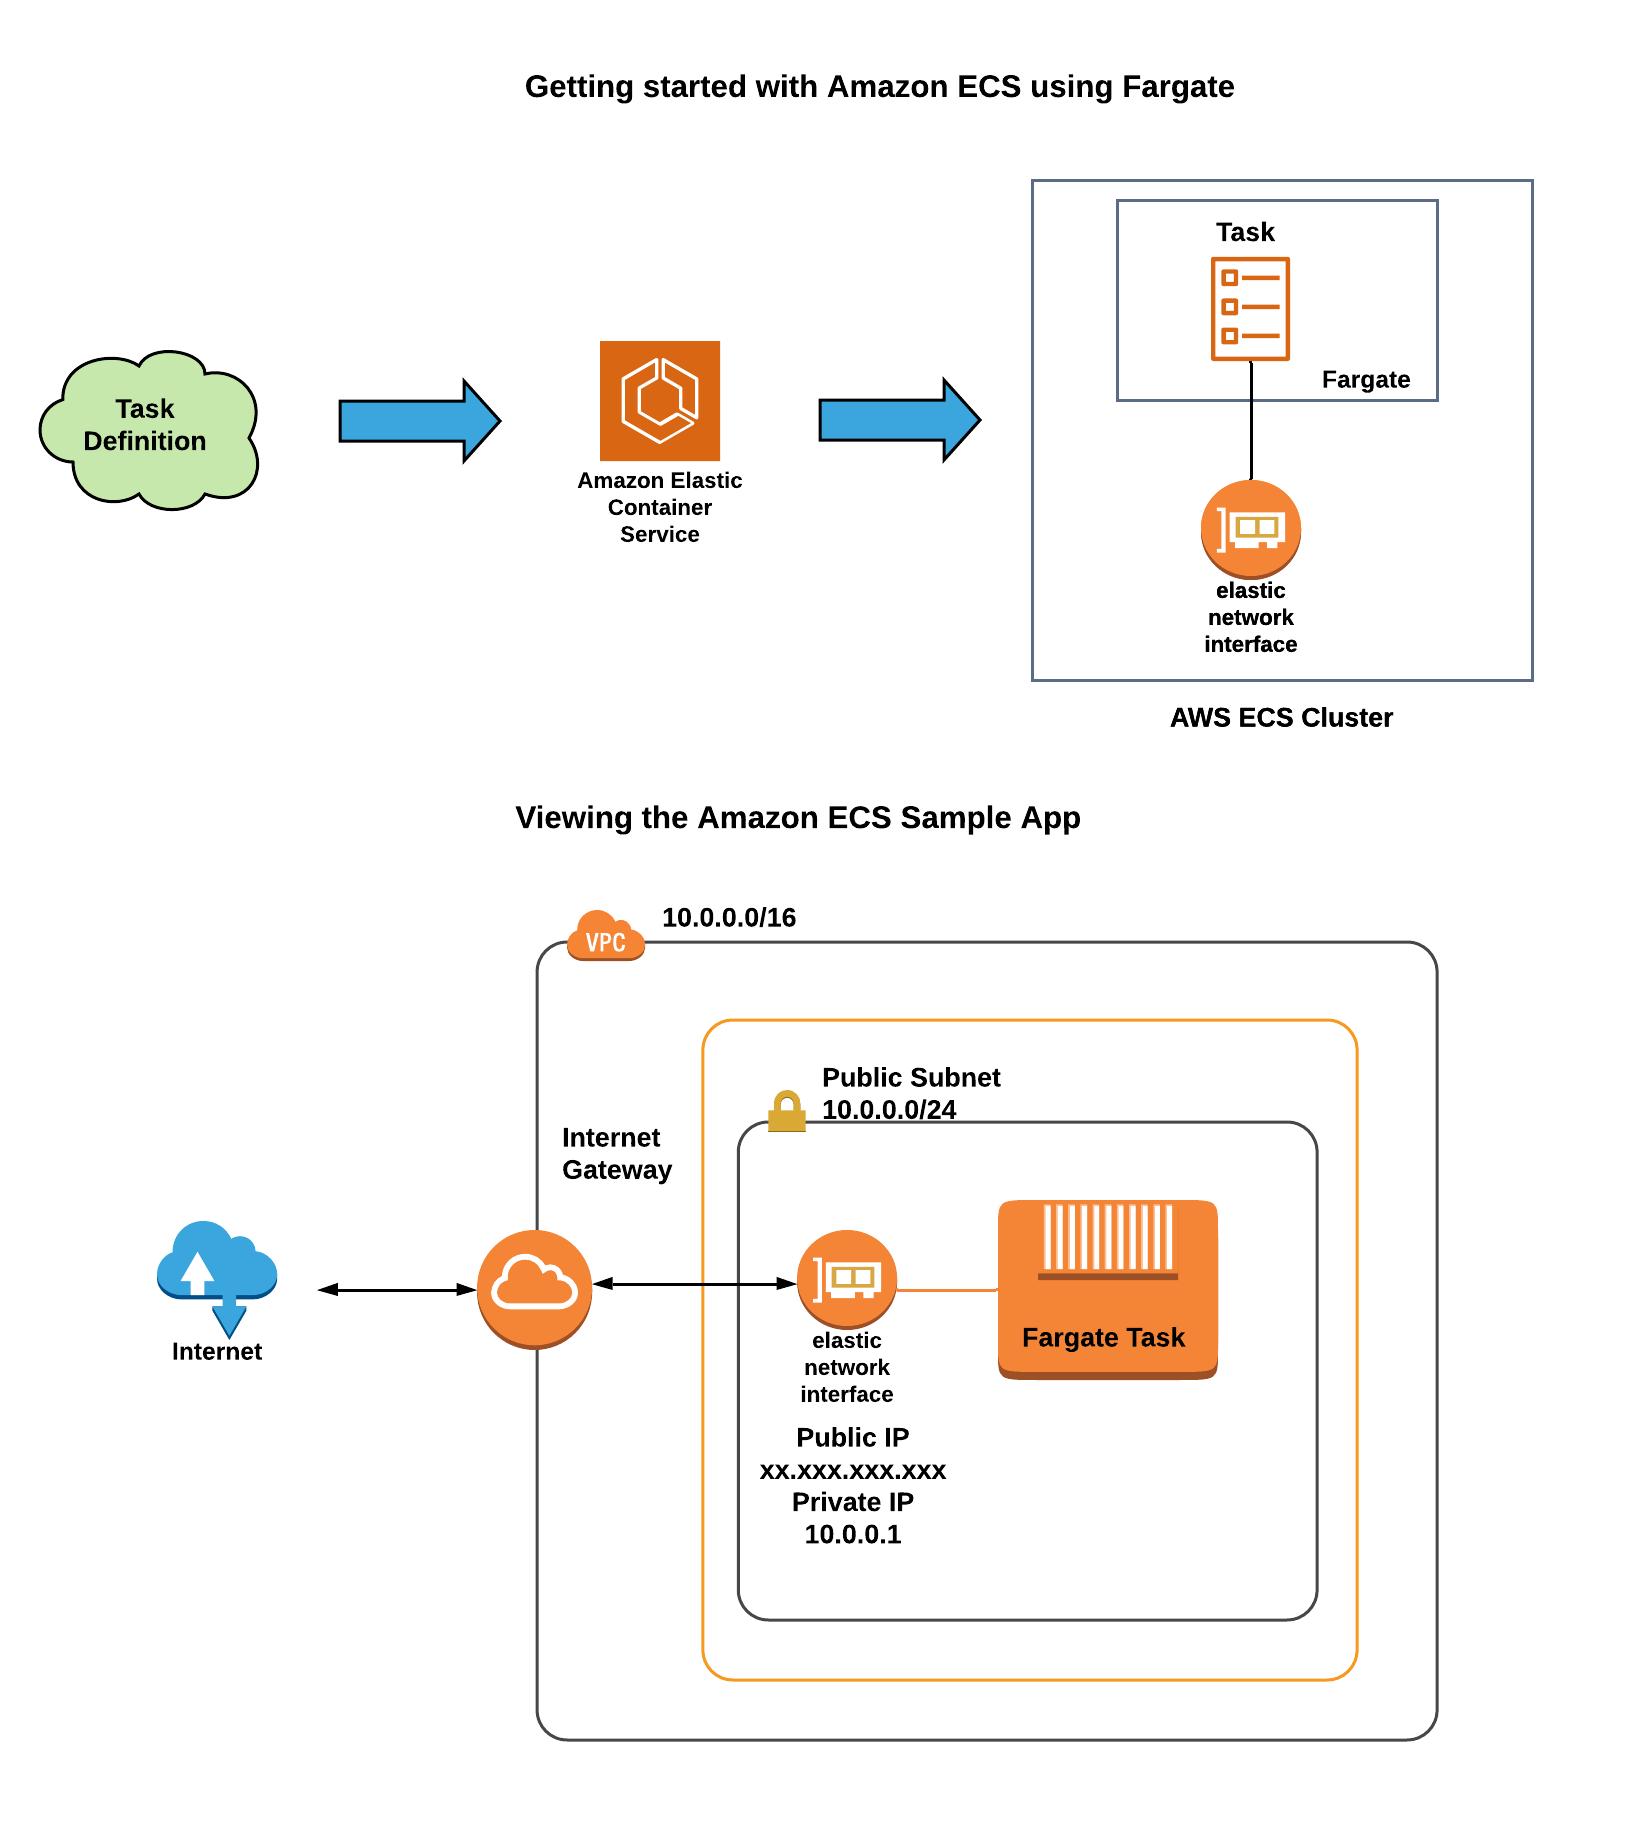 Getting started with Amazon ECS using Fargate
Task
Fargate
Task
Definition
Amazon Elastic
Container
Service
elastic
network
interface
AWS ECS Cluster
Viewing the Amazon ECS Sample App
VPC
10.0.0.0/16
Public Subnet
10.0.0.0/24
Internet
Gateway
Internet
elastic
network
interface
Fargate Task
Public IP
xx.xxx.xxx.xxx
Private IP
10.0.0.1